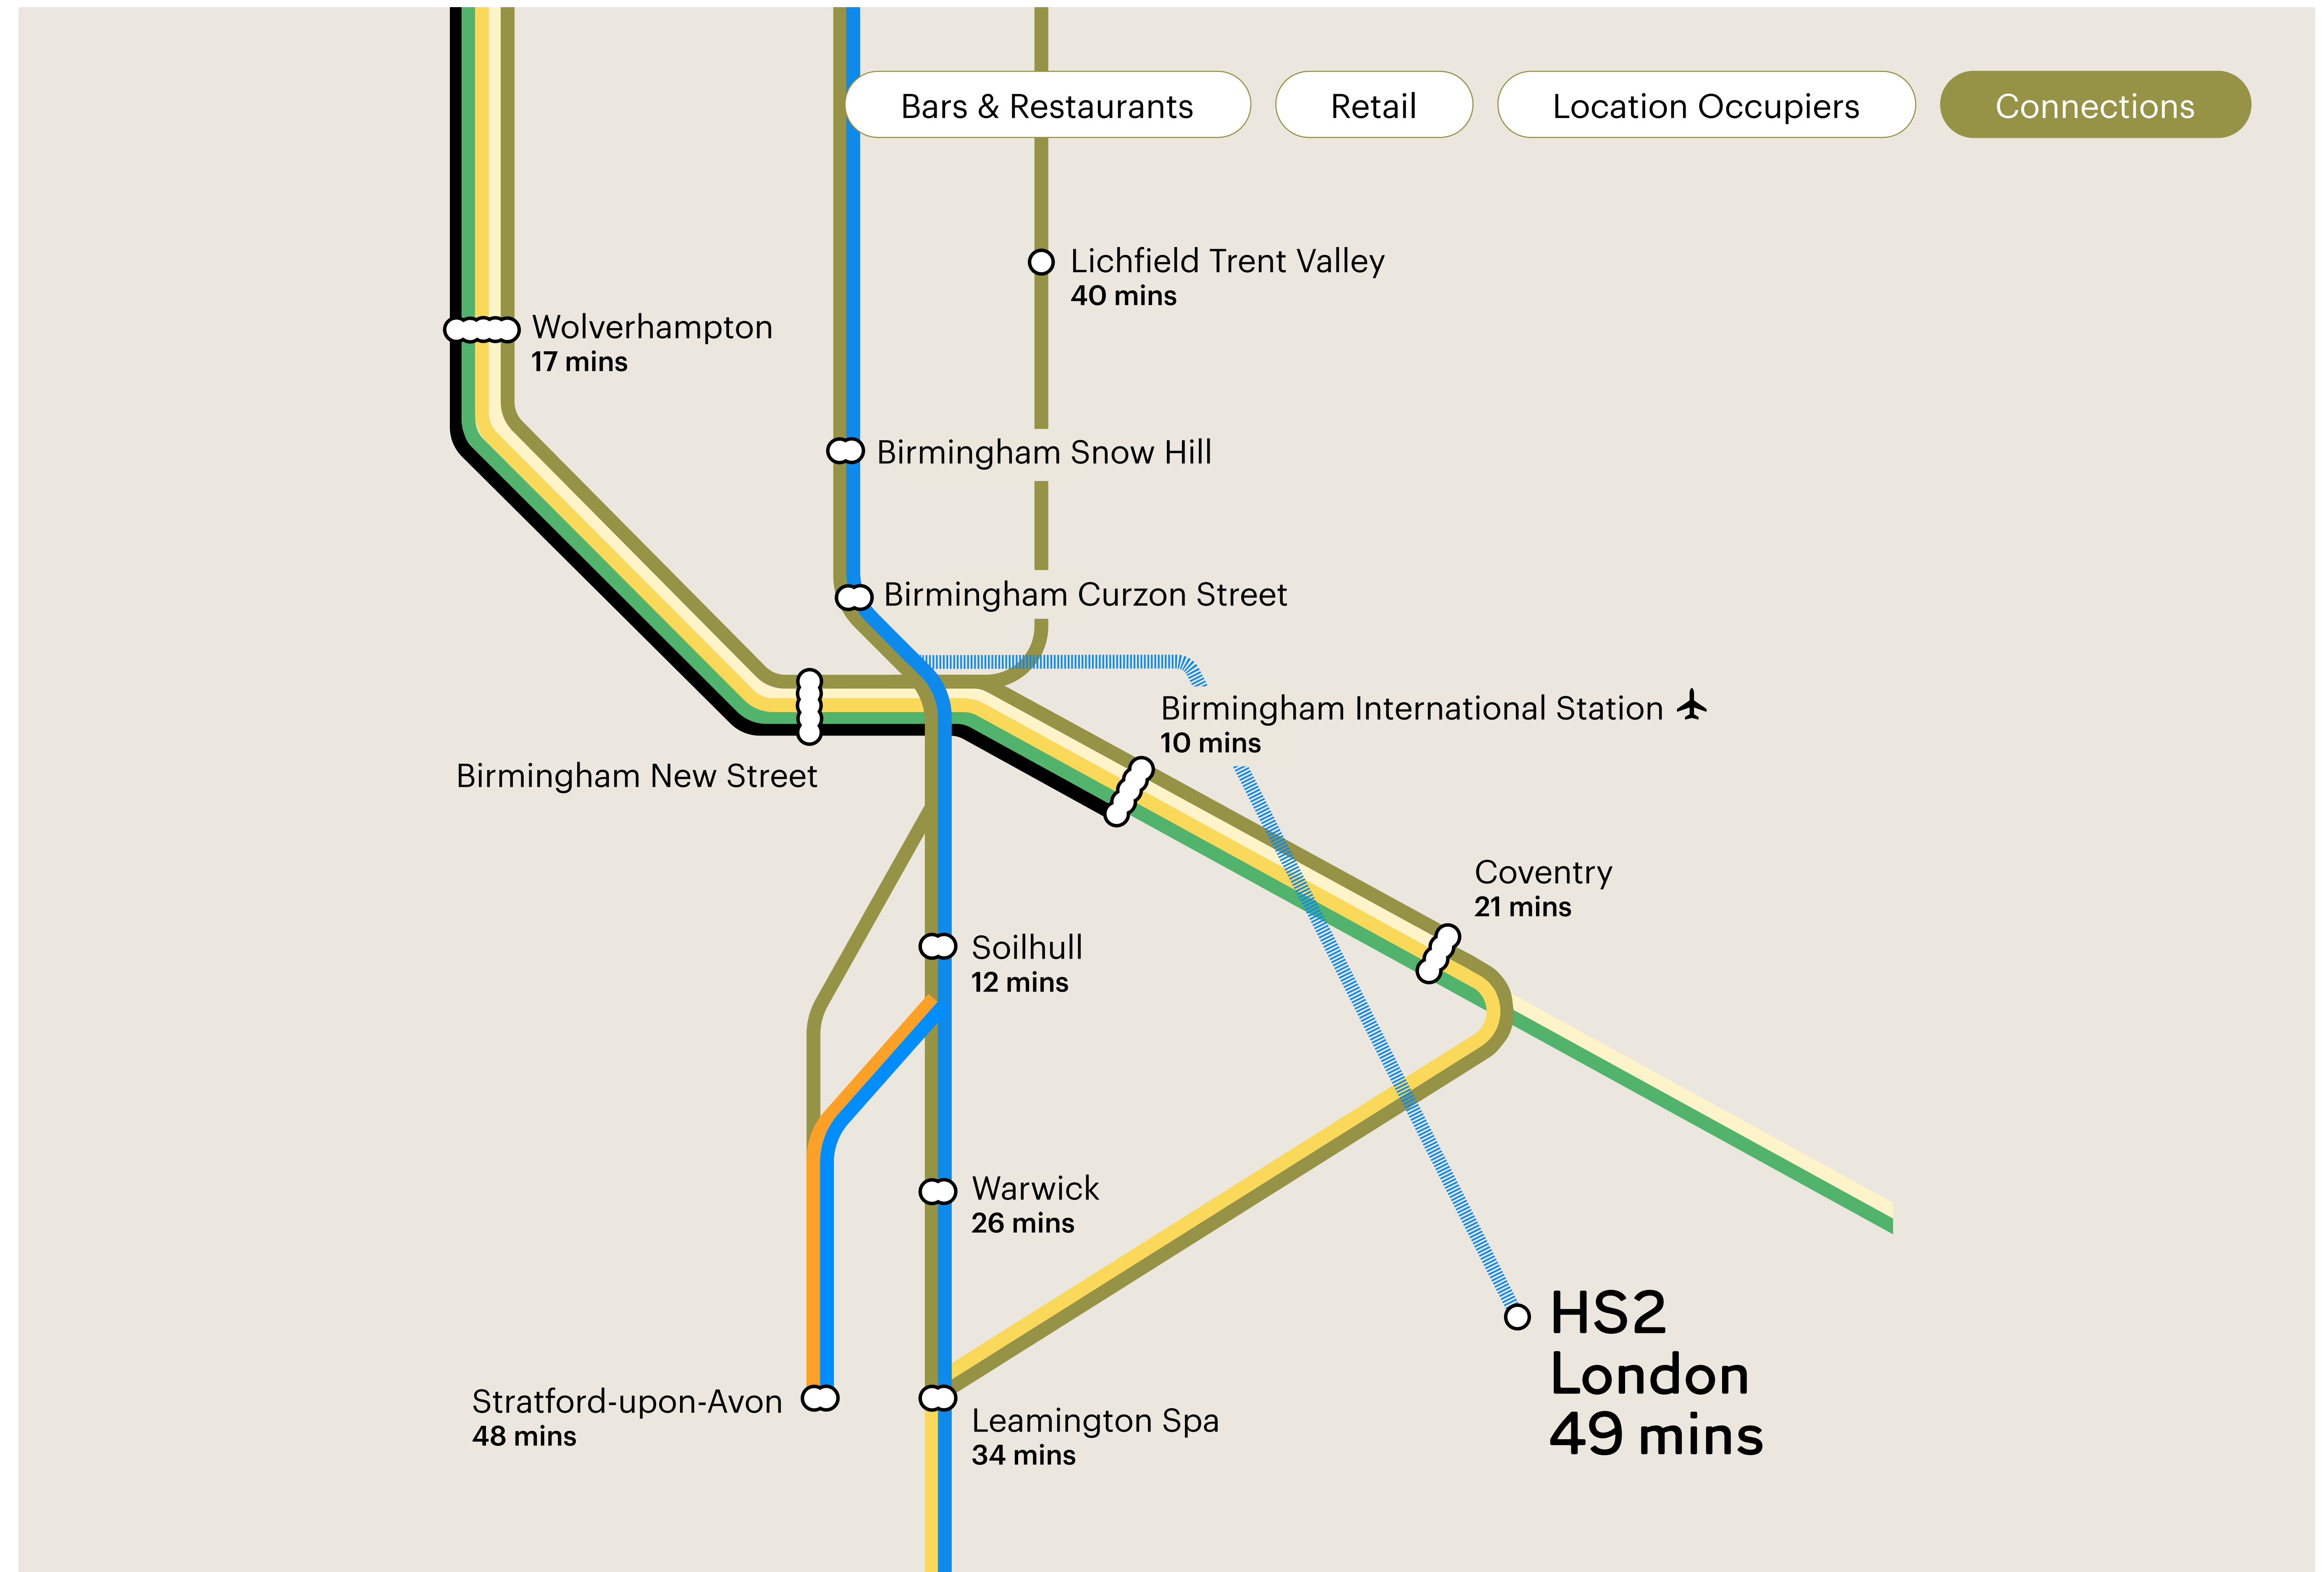 Bars & Restaurants
Retail
Location Occupiers
Connections
Lichfield Trent Valley
40 mins
Wolverhampton
17 mins
Birmingham Snow Hill
Birmingham Curzon Street
Birmingham International Station
10 mins
Birmingham New Street
Coventry
21 mins
Soilhull
12 mins
Warwick
26 mins
HS2
London
49 mins
Stratford-upon-Avon
48 mins
Leamington Spa
34 mins